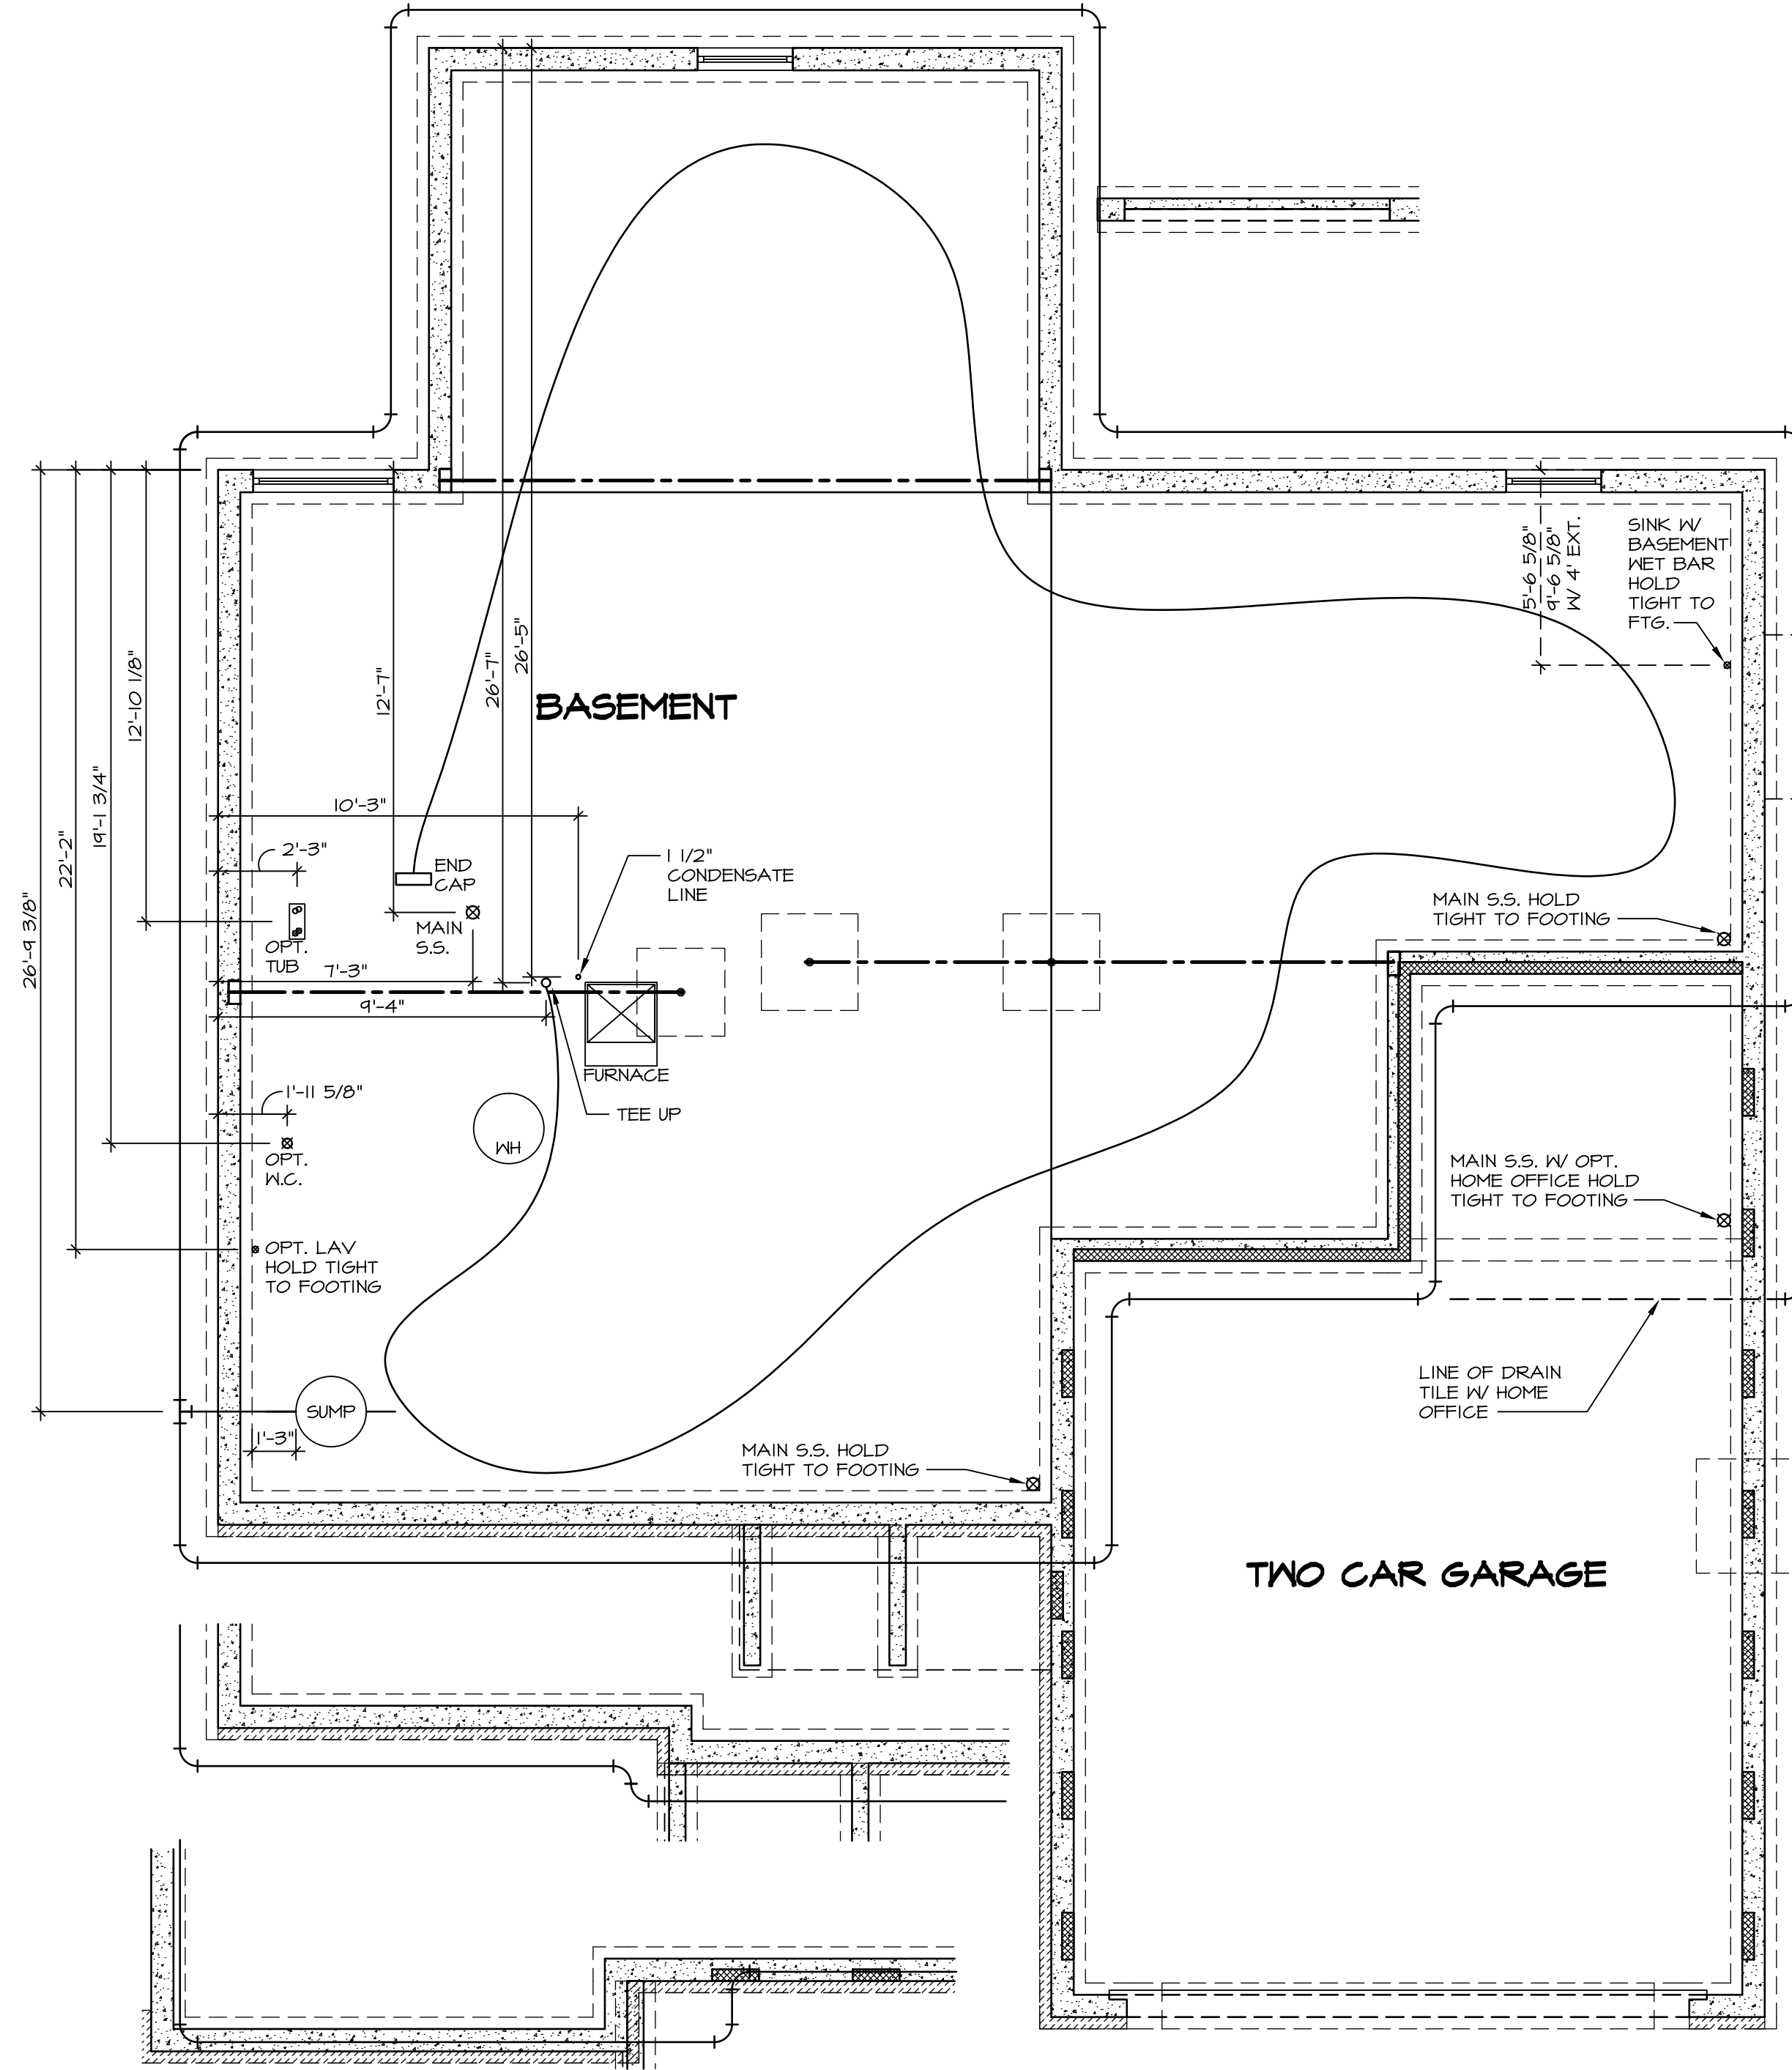 5'-6 5/8"
9'-6 5/8"
W/ 4' EXT.
SINK W/
BASEMENT
WET BAR
HOLD
TIGHT TO
FTG.
26'-5"
26'-7"
12'-7"
12'-10 1/8"
19'-1 3/4"
22'-2"
26'-9 3/8"
BASEMENT
10'-3"
2'-3"
END
CAP
1 1/2"
CONDENSATE
LINE
MAIN
S.S.
OPT.
TUB
7'-3"
9'-4"
MAIN S.S. HOLD
TIGHT TO FOOTING
FURNACE
1'-11 5/8"
TEE UP
WH
OPT.
W.C.
MAIN S.S. W/ OPT.
HOME OFFICE HOLD
TIGHT TO FOOTING
OPT. LAV
HOLD TIGHT
TO FOOTING
LINE OF DRAIN
TILE W/ HOME
OFFICE
SUMP
1'-3"
MAIN S.S. HOLD
TIGHT TO FOOTING
TWO CAR GARAGE